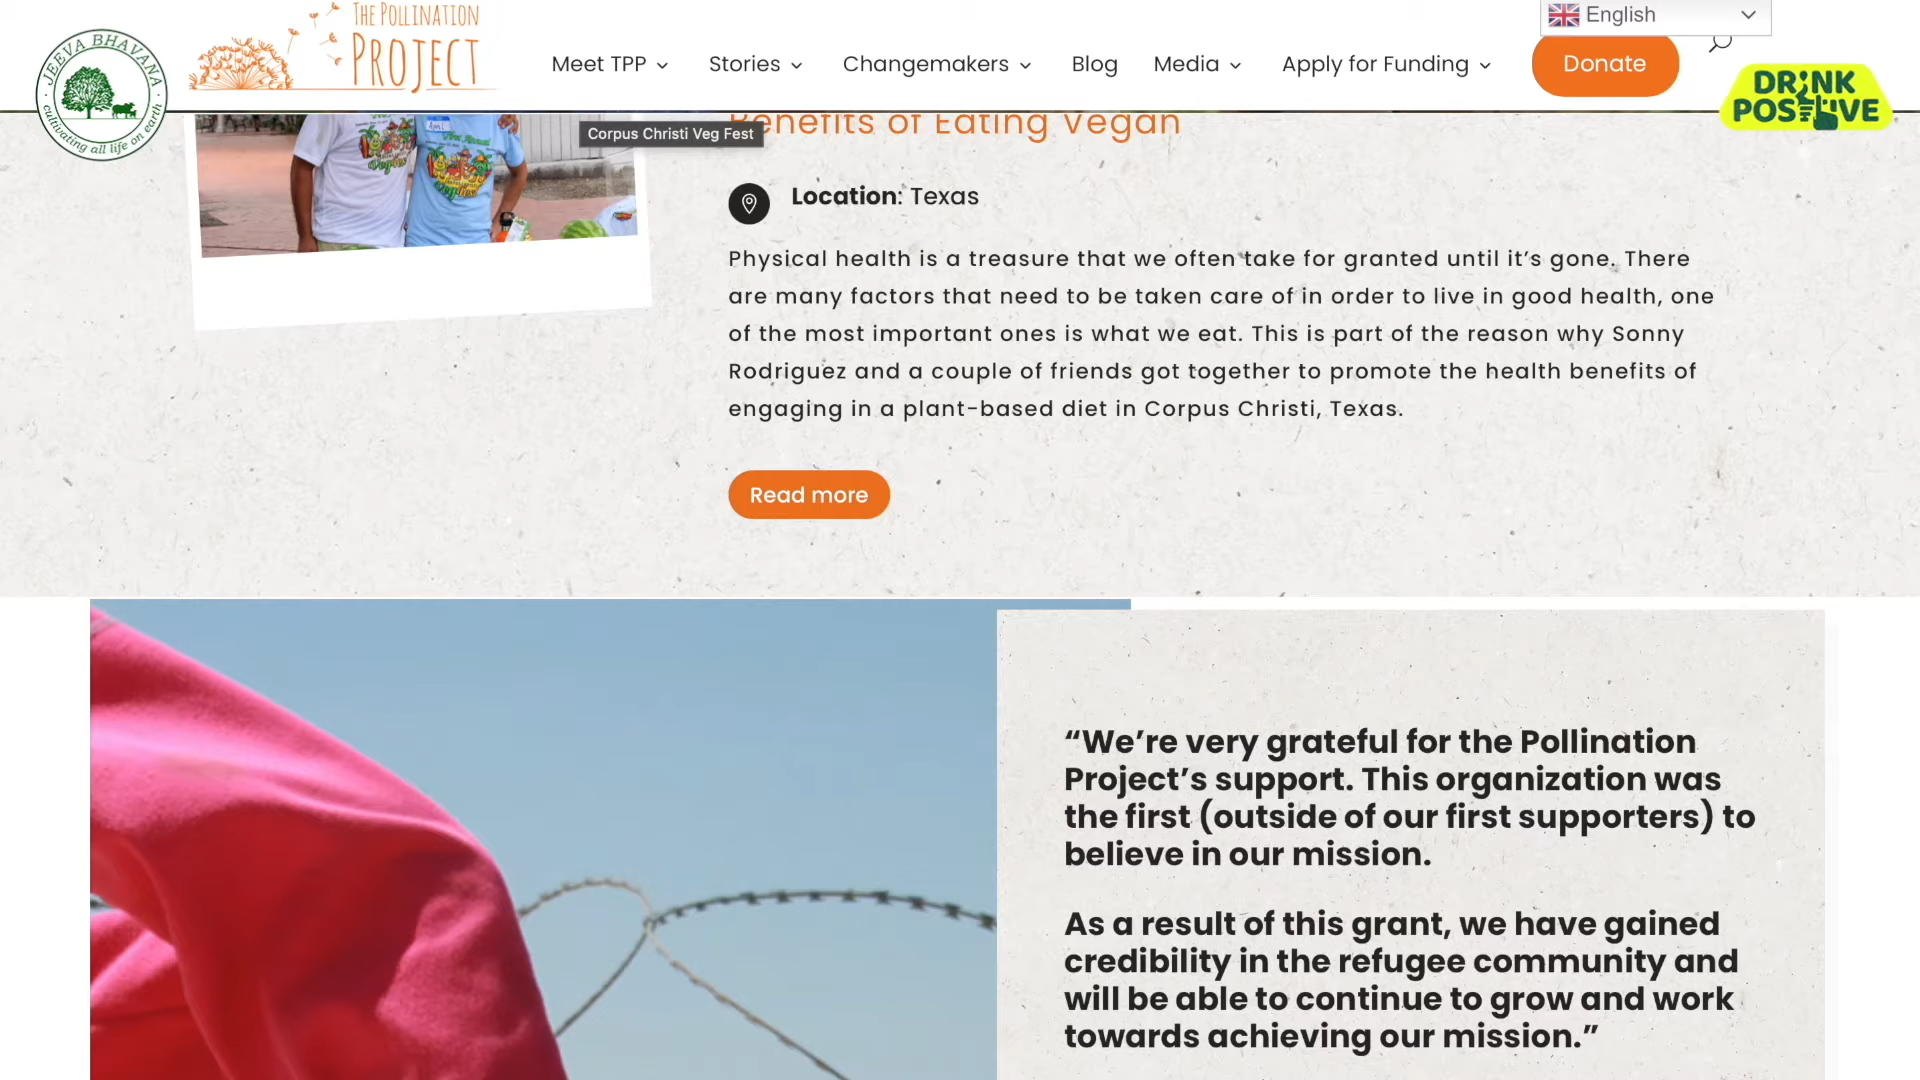 THE POLLINATION
PROJECT
JEEVA BHAVANA
cultivating all life on earth
Meet TPP
Stories
Changemakers
Blog
Media
Apply for Funding
Donate
English
DRINK
POSITIVE
Corpus Christi Veg Fest
Benefits of Eating Vegan
Location: Texas
Physical health is a treasure that we often take for granted until it’s gone. There
are many factors that need to be taken care of in order to live in good health, one
of the most important ones is what we eat. This is part of the reason why Sonny
Rodriguez and a couple of friends got together to promote the health benefits of
engaging in a plant-based diet in Corpus Christi, Texas.
Read more
“We’re very grateful for the Pollination
Project’s support. This organization was
the first (outside of our first supporters) to
believe in our mission.
As a result of this grant, we have gained
credibility in the refugee community and
will be able to continue to grow and work
towards achieving our mission.”